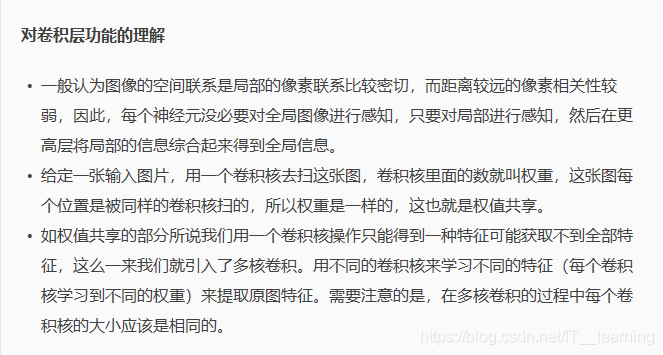 对卷积层功能的理解
• 一般认为图像的空间联系是局部的像素联系比较密切，而距离较远的像素相关性较
弱，因此，每个神经元没必要对全局图像进行感知，只要对局部进行感知，然后在更
高层将局部的信息综合起来得到全局信息。
• 给定一张输入图片，用一个卷积核去扫这张图，卷积核里面的数就叫权重，这张图每
个位置是被同样的卷积核扫的，所以权重是一样的，这也就是权值共享。
• 如权值共享的部分所说我们用一个卷积核操作只能得到一种特征可能获取不到全部特
征，这么一来我们就引入了多核卷积。用不同的卷积核来学习不同的特征（每个卷积
核学习到不同的权重）来提取原图特征。需要注意的是，在多核卷积的过程中每个卷
积核的大小应该是相同的。
https://blog.csdn.net/IT__learning